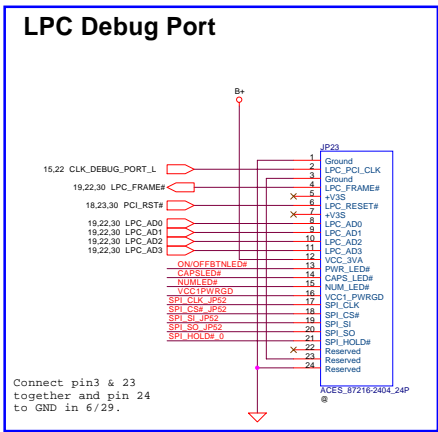 LPC Debug Port
B+
JP23
1 Ground
15,22 CLK_DEBUG_PORT_L 2 LPC_PCI_CLK
3 Ground
19,22,30 LPC_FRAME# 4 LPC_FRAME#
5 +V3S
18,23,30 PCI_RST# 6 LPC_RESET#
7 +V3S
19,22,30 LPC_AD0 8 LPC_AD0
19,22,30 LPC_AD1 9 LPC_AD1
19,22,30 LPC_AD2 10 LPC_AD2
19,22,30 LPC_AD3 11 LPC_AD3
12 VCC_3VA
ON/OFFBTNLED# 13 PWR_LED#
CAPSLED# 14 CAPS_LED#
NUMLED# 15 NUM_LED#
VCC1PWRGD 16 VCC1_PWRGD
SPI_CLK_JP52 17 SPI_CLK
SPI_CS#_JP52 18 SPI_CS#
SPI_SI_JP52 19 SPI_SI
SPI_SO_JP52 20 SPI_SO
SPI_HOLD#_0 21 SPI_HOLD#
22 Reserved
23 Reserved
24 Reserved
ACES_87216-2404_24P
@
Connect pin3 & 23
together and pin 24
to GND in 6/29.